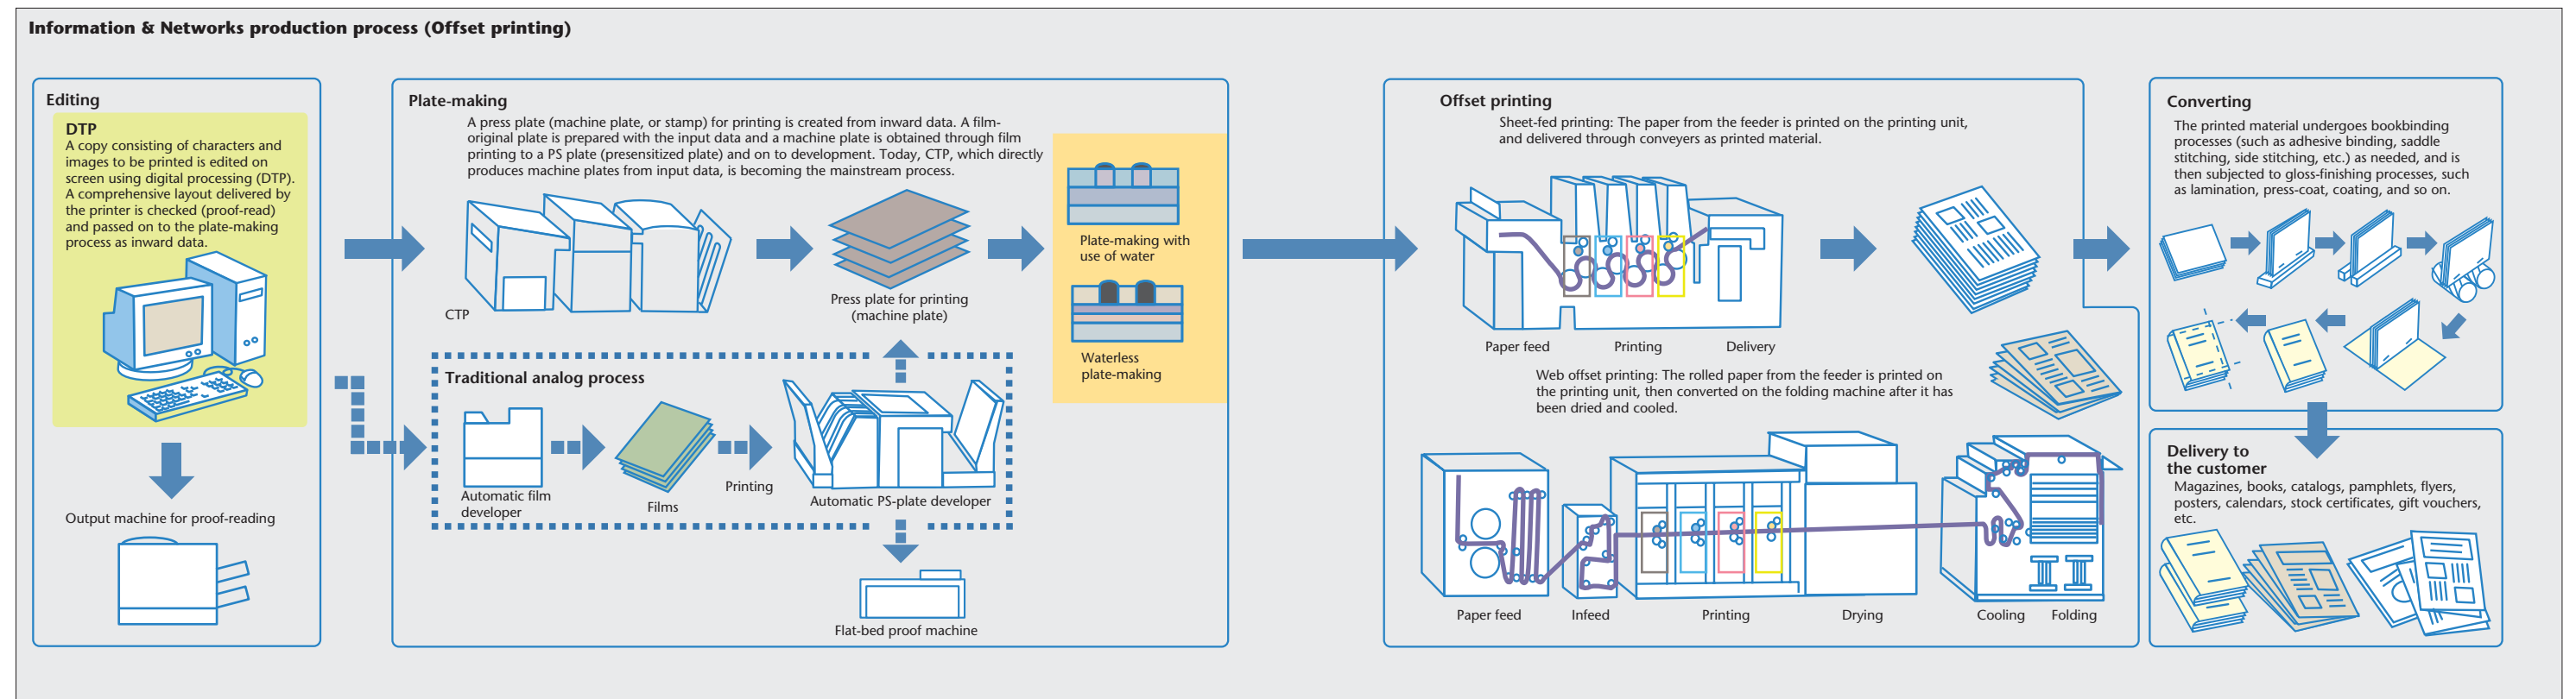 Information & Networks production process (Offset printing)
Editing
DTP
A copy consisting of characters and
images to be printed is edited on
screen using digital processing (DTP).
A comprehensive layout delivered by
the printer is checked (proof-read)
and passed on to the plate-making
process as inward data.
Output machine for proof-reading
Plate-making
A press plate (machine plate, or stamp) for printing is created from inward data. A film-
original plate is prepared with the input data and a machine plate is obtained through film
printing to a PS plate (presensitized plate) and on to development. Today, CTP, which directly
produces machine plates from input data, is becoming the mainstream process.
CTP
Press plate for printing
(machine plate)
Plate-making with
use of water
Waterless
plate-making
Traditional analog process
Automatic film
developer
Films
Printing
Automatic PS-plate developer
Flat-bed proof machine
Offset printing
Sheet-fed printing: The paper from the feeder is printed on the printing unit,
and delivered through conveyers as printed material.
Paper feed
Printing
Delivery
Web offset printing: The rolled paper from the feeder is printed on
the printing unit, then converted on the folding machine after it has
been dried and cooled.
Paper feed
Infeed
Printing
Drying
Cooling
Folding
Converting
The printed material undergoes bookbinding
processes (such as adhesive binding, saddle
stitching, side stitching, etc.) as needed, and is
then subjected to gloss-finishing processes, such
as lamination, press-coat, coating, and so on.
Delivery to
the customer
Magazines, books, catalogs, pamphlets, flyers,
posters, calendars, stock certificates, gift vouchers,
etc.